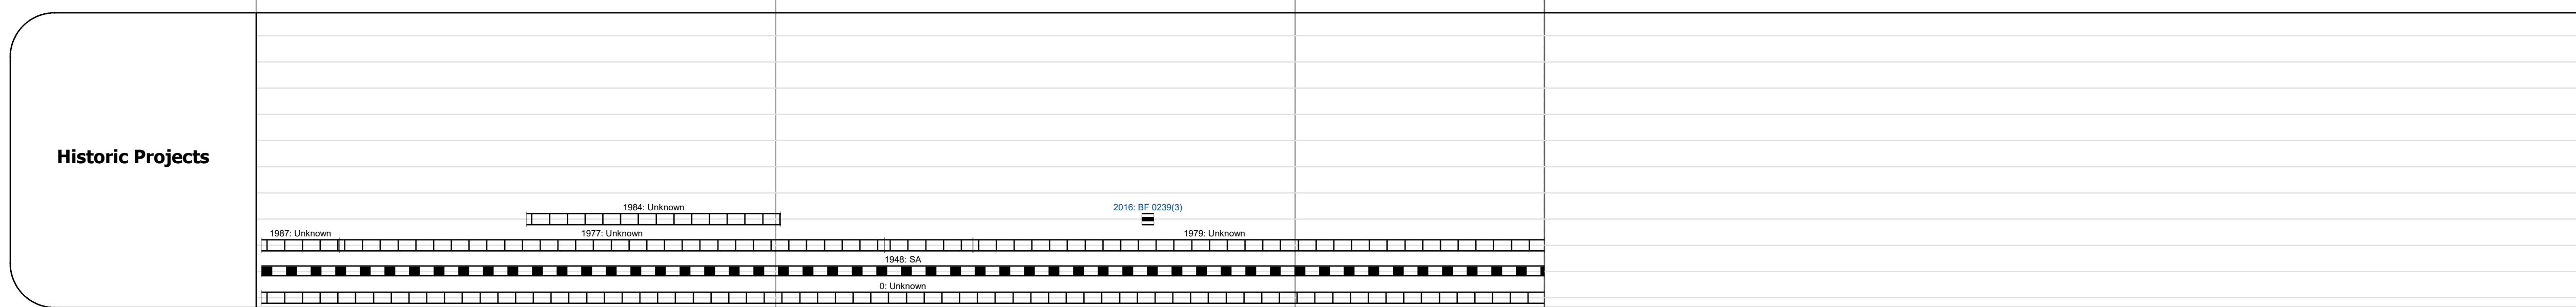 Historic Projects
1984: Unknown
2016: BF 0239(3)
1987: Unknown
1977: Unknown
1979: Unknown
1948: SA
0: Unknown